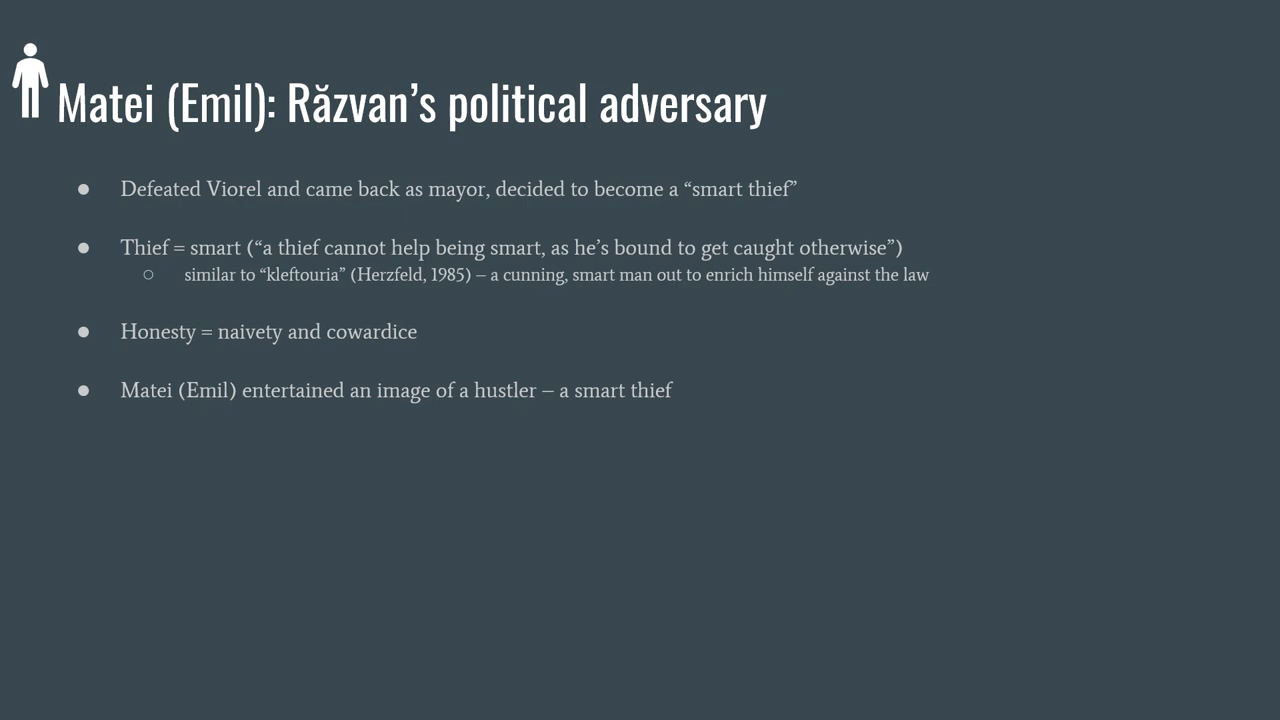 Matei (Emil): Răzvan’s political adversary
● Defeated Viorel and came back as mayor, decided to become a “smart thief”
● Thief = smart (“a thief cannot help being smart, as he’s bound to get caught otherwise”)
○ similar to “kleftouria” (Herzfeld, 1985) – a cunning, smart man out to enrich himself against the law
● Honesty = naivety and cowardice
● Matei (Emil) entertained an image of a hustler – a smart thief